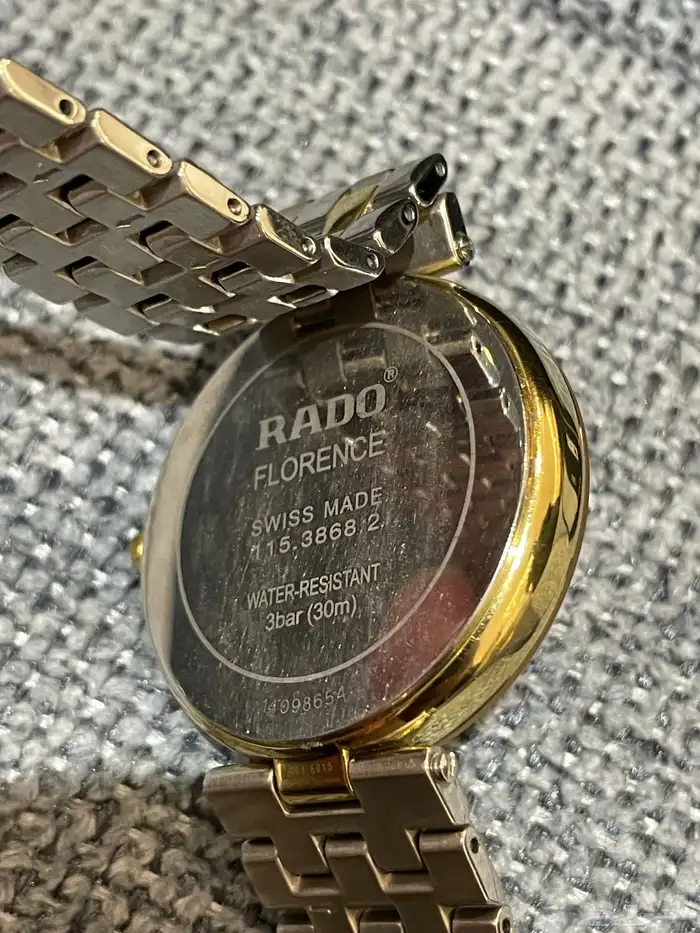 RADO®
FLORENCE
SWISS MADE
115.3868.2
WATER-RESISTANT
3bar (30m)
14098654